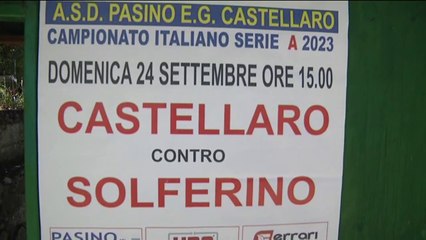 A.S.D. PASINO E.G. CASTELLARO
CAMPIONATO ITALIANO SERIE A 2023
DOMENICA 24 SETTEMBRE ORE 15.00
CASTELLARO
CONTRO
SOLFERINO
PASINO